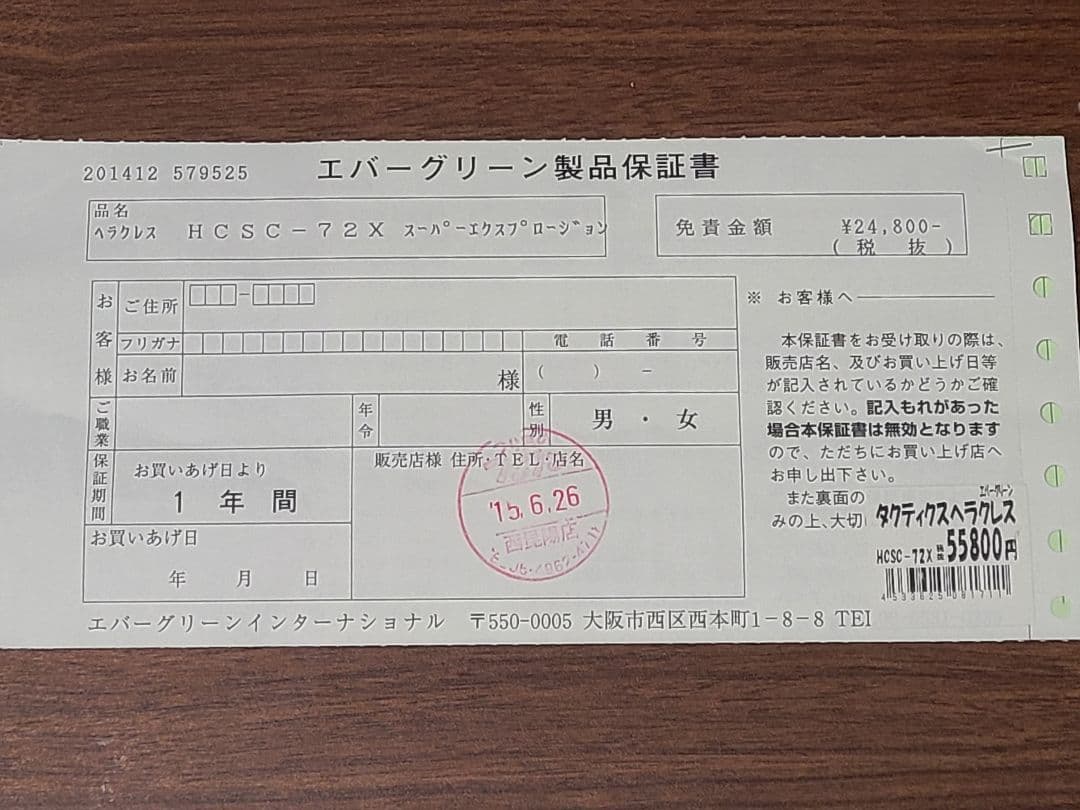 201412 579525
エバーグリーン製品保証書
品名
ﾍﾗｸﾚｽ HCSC-72X ｽｰﾊﾟｰｴｸｽﾌﾟﾛｰｼﾞｮﾝ
免責金額 ¥24,800-
(税 抜)
お客様
ご住所
フリガナ
電話番号
お名前
様
( ) -
ご職業
年令
性別
男・女
保証期間
お買いあげ日より
1年間
お買いあげ日
年 月 日
販売店様 住所・TEL・店名
'15.6.26
西昆陽店
※ お客様へ
本保証書をお受け取りの際は、
販売店名、及びお買い上げ日等
が記入されているかどうかご確
認ください。記入もれがあった
場合本保証書は無効となります
ので、ただちにお買い上げ店へ
お申し出下さい。
また裏面の
みの上、大切
エバーグリーン
タクティクスヘラクレス
HCSC-72X 税抜 55800円
エバーグリーンインターナショナル 〒550-0005 大阪市西区西本町1-8-8 TEl